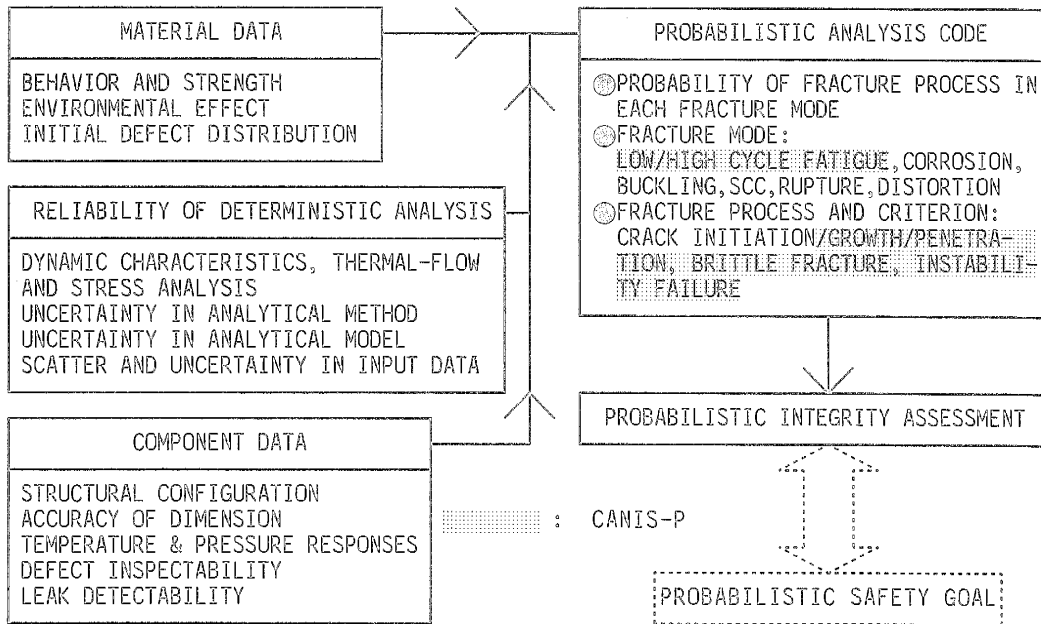 MATERIAL DATA
BEHAVIOR AND STRENGTH
ENVIRONMENTAL EFFECT
INITIAL DEFECT DISTRIBUTION
RELIABILITY OF DETERMINISTIC ANALYSIS
DYNAMIC CHARACTERISTICS, THERMAL-FLOW
AND STRESS ANALYSIS
UNCERTAINTY IN ANALYTICAL METHOD
UNCERTAINTY IN ANALYTICAL MODEL
SCATTER AND UNCERTAINTY IN INPUT DATA
COMPONENT DATA
STRUCTURAL CONFIGURATION
ACCURACY OF DIMENSION
TEMPERATURE & PRESSURE RESPONSES
DEFECT INSPECTABILITY
LEAK DETECTABILITY
PROBABILISTIC ANALYSIS CODE
PROBABILITY OF FRACTURE PROCESS IN
EACH FRACTURE MODE
FRACTURE MODE:
LOW/HIGH CYCLE FATIGUE,CORROSION,
BUCKLING,SCC,RUPTURE,DISTORTION
FRACTURE PROCESS AND CRITERION:
CRACK INITIATION/GROWTH/PENETRA-
TION, BRITTLE FRACTURE, INSTABILI-
TY FAILURE
PROBABILISTIC INTEGRITY ASSESSMENT
: CANIS-P
PROBABILISTIC SAFETY GOAL